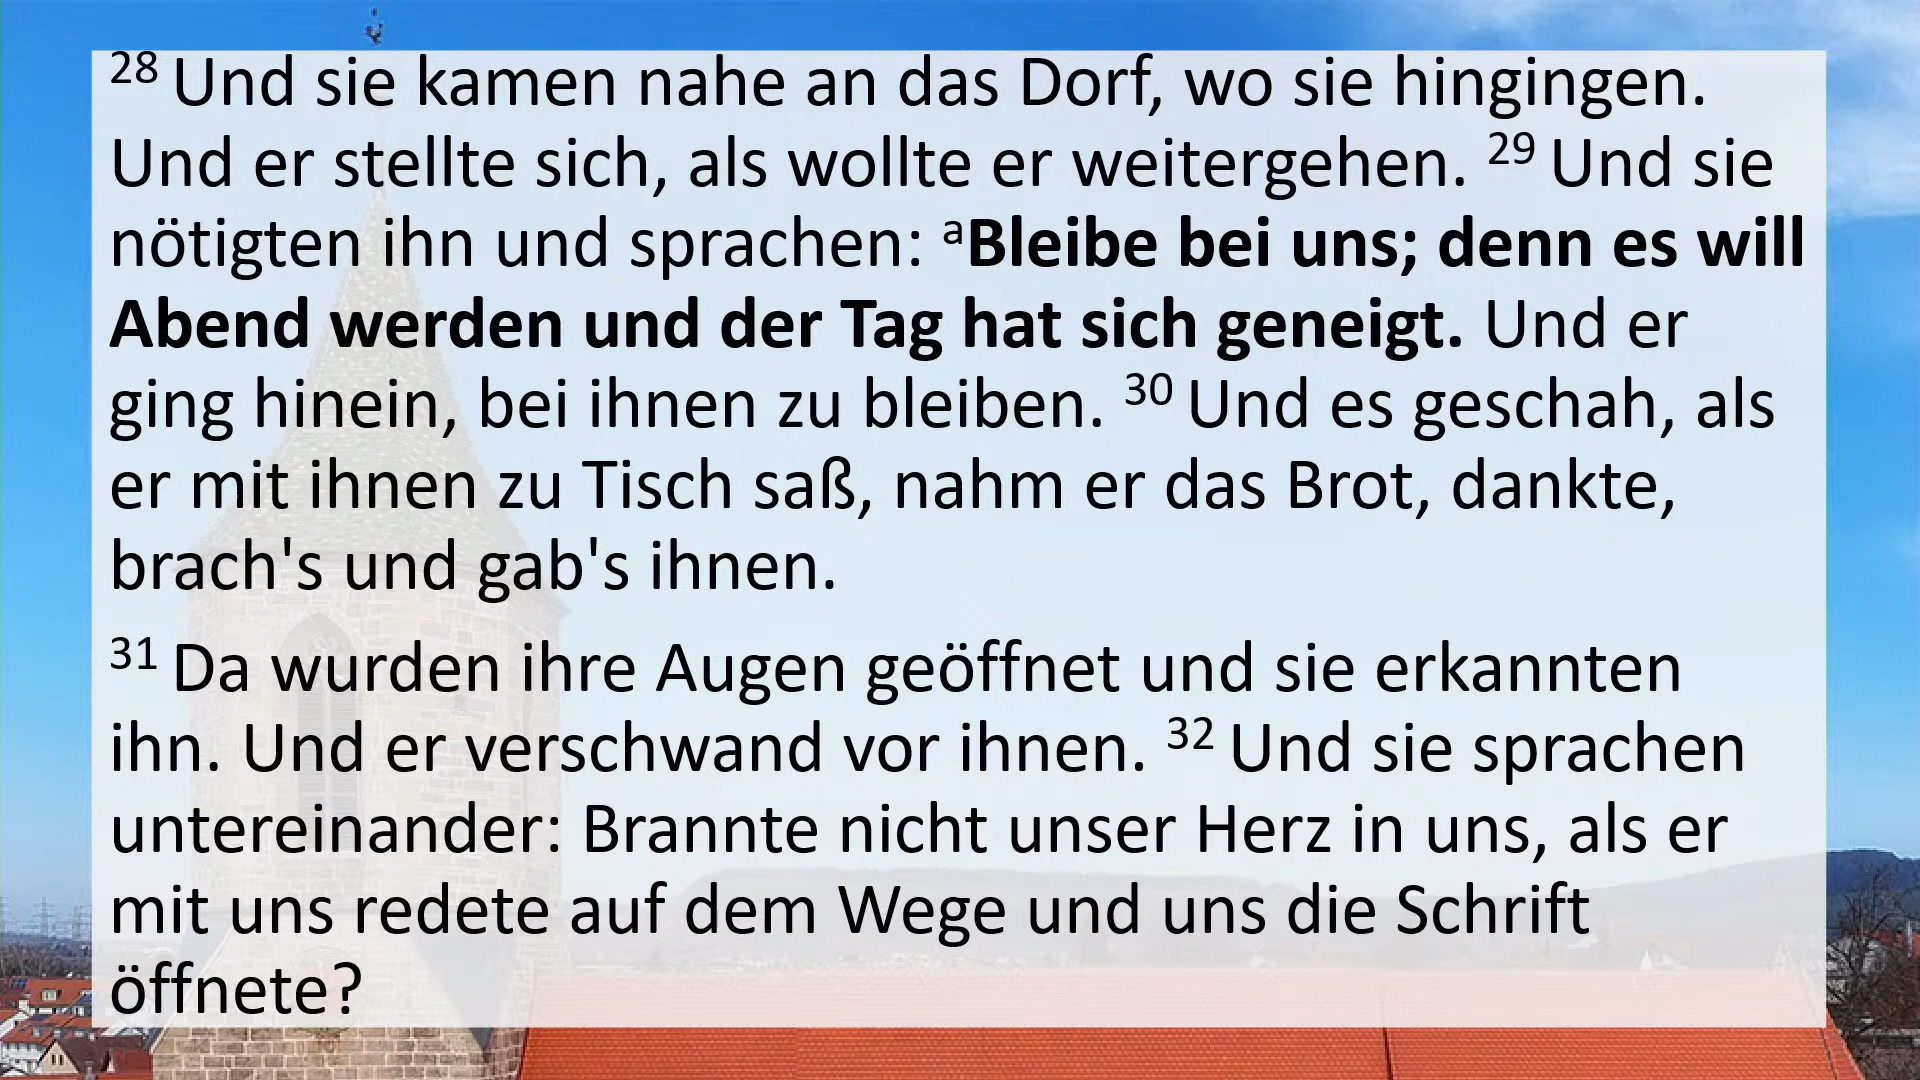 28 Und sie kamen nahe an das Dorf, wo sie hingingen.
Und er stellte sich, als wollte er weitergehen. 29 Und sie
nötigten ihn und sprachen: aBleibe bei uns; denn es will
Abend werden und der Tag hat sich geneigt. Und er
ging hinein, bei ihnen zu bleiben. 30 Und es geschah, als
er mit ihnen zu Tisch saß, nahm er das Brot, dankte,
brach's und gab's ihnen.
31 Da wurden ihre Augen geöffnet und sie erkannten
ihn. Und er verschwand vor ihnen. 32 Und sie sprachen
untereinander: Brannte nicht unser Herz in uns, als er
mit uns redete auf dem Wege und uns die Schrift
öffnete?